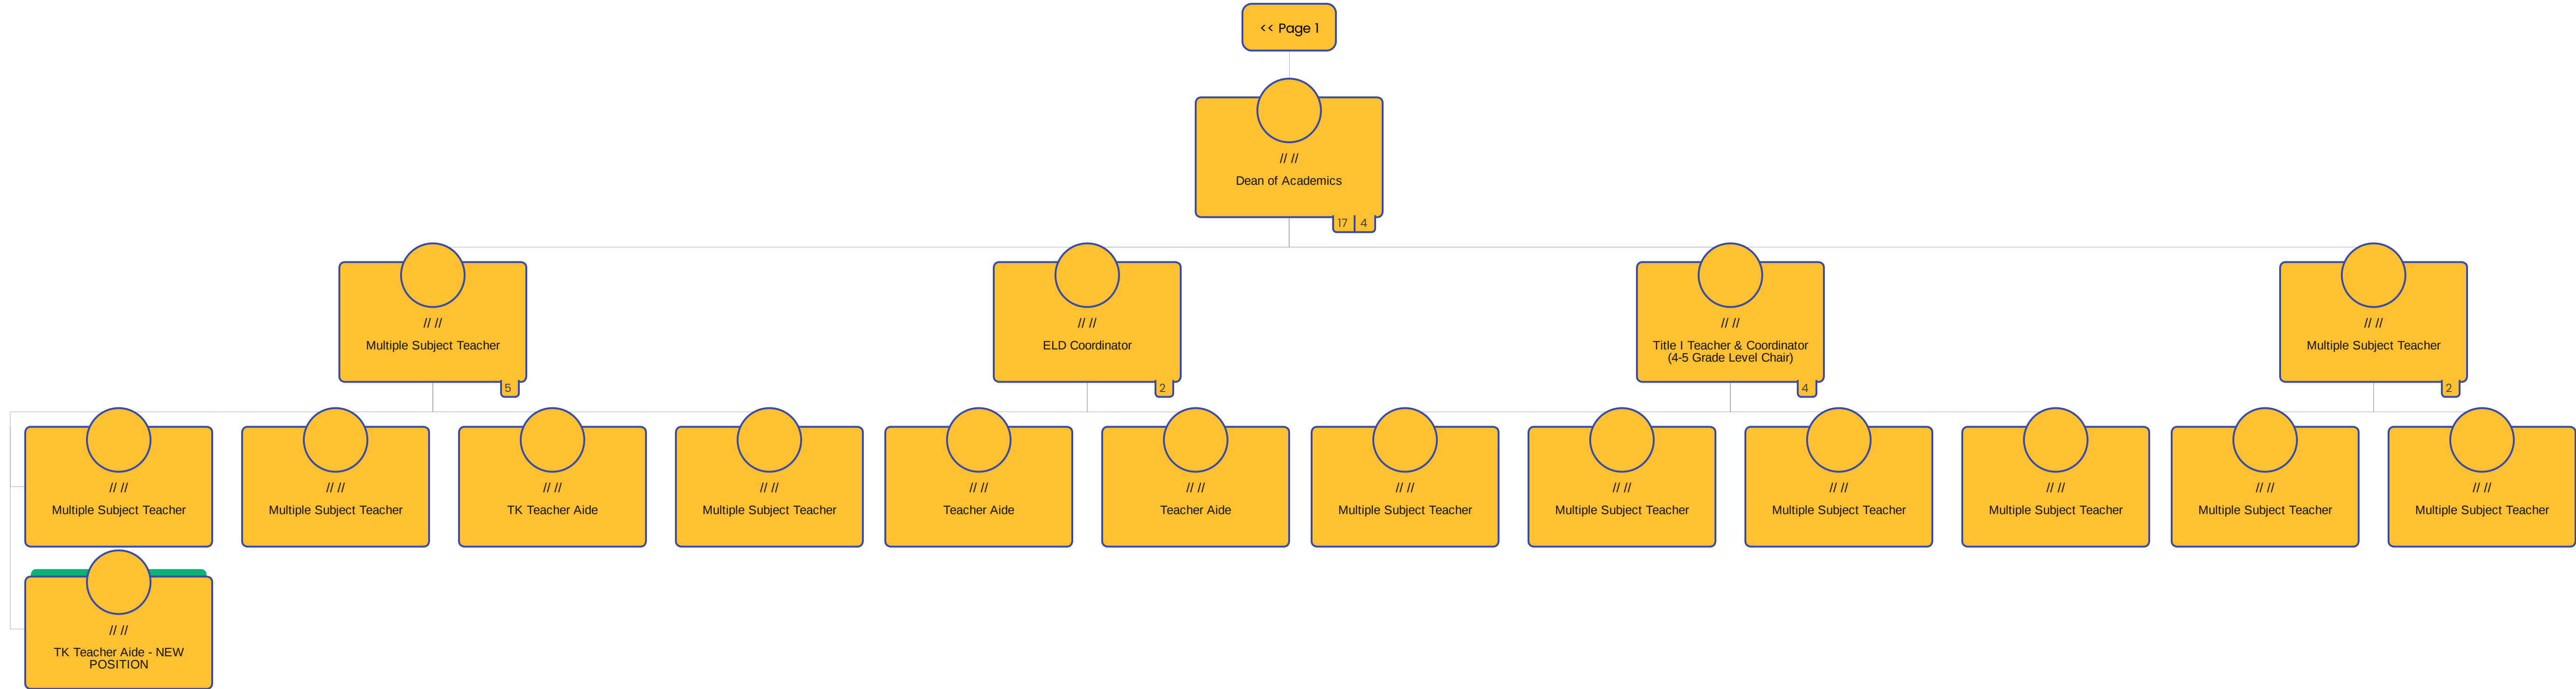 << Page 1
// //
Dean of Academics
17 4
// //
Multiple Subject Teacher
5
// //
ELD Coordinator
2
// //
Title I Teacher & Coordinator
(4-5 Grade Level Chair)
4
// //
Multiple Subject Teacher
2
// //
Multiple Subject Teacher
// //
Multiple Subject Teacher
// //
TK Teacher Aide
// //
Multiple Subject Teacher
// //
Teacher Aide
// //
Teacher Aide
// //
Multiple Subject Teacher
// //
Multiple Subject Teacher
// //
Multiple Subject Teacher
// //
Multiple Subject Teacher
// //
Multiple Subject Teacher
// //
Multiple Subject Teacher
// //
TK Teacher Aide - NEW
POSITION